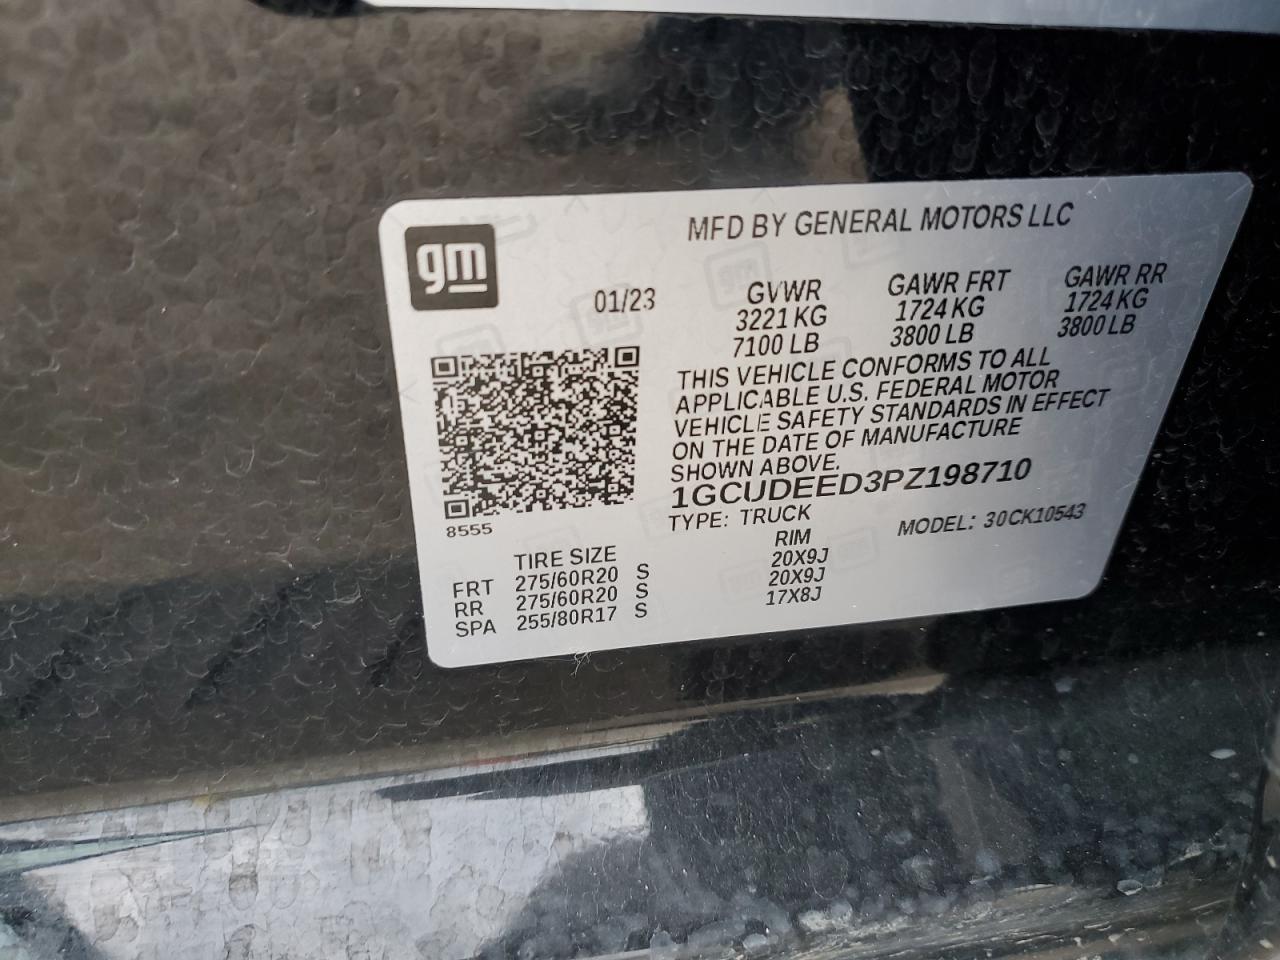 gm
MFD BY GENERAL MOTORS LLC
01/23
GVWR GAWR FRT GAWR RR
3221 KG 1724 KG 1724 KG
7100 LB 3800 LB 3800 LB
THIS VEHICLE CONFORMS TO ALL
APPLICABLE U.S. FEDERAL MOTOR
VEHICLE SAFETY STANDARDS IN EFFECT
ON THE DATE OF MANUFACTURE
SHOWN ABOVE.
1GCUDEED3PZ198710
8555
TYPE: TRUCK MODEL: 30CK10543
TIRE SIZE RIM
FRT 275/60R20 S 20X9J
RR 275/60R20 S 20X9J
SPA 255/80R17 S 17X8J